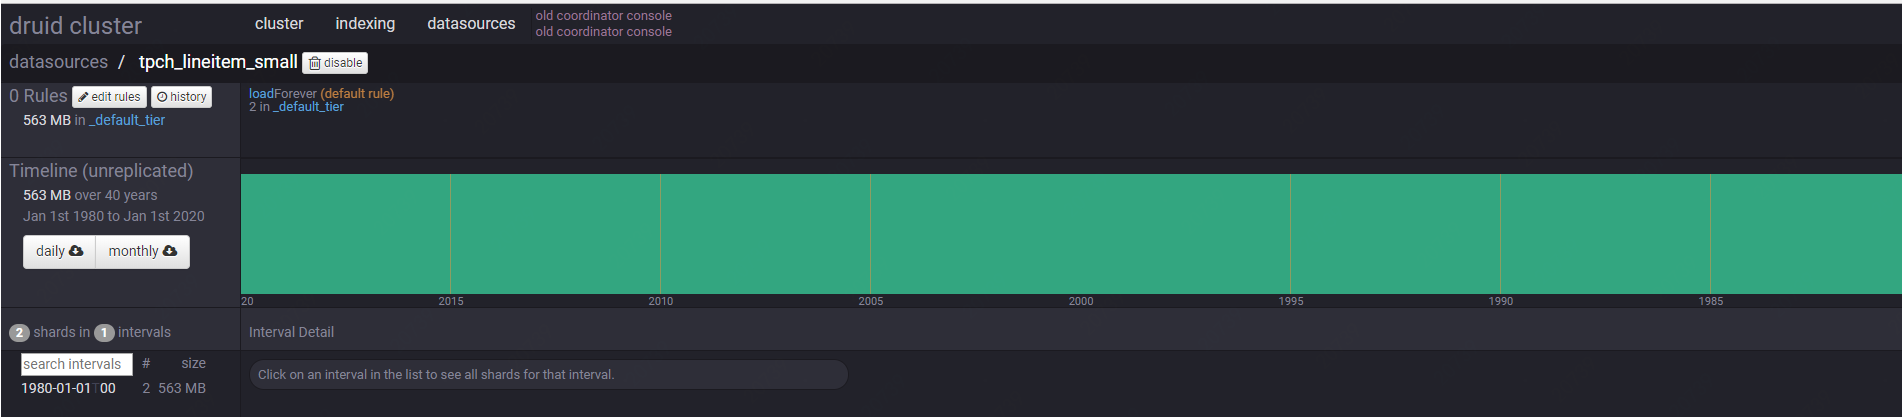 druid cluster cluster indexing datasources old coordinator console
old coordinator console
datasources / tpch_lineitem_small disable
0 Rules edit rules history
563 MB in _default_tier
loadForever (default rule)
2 in _default_tier
Timeline (unreplicated)
563 MB over 40 years
Jan 1st 1980 to Jan 1st 2020
daily monthly
20 2015 2010 2005 2000 1995 1990 1985
2 shards in 1 intervals
Interval Detail
search intervals # size
1980-01-01T00 2 563 MB
Click on an interval in the list to see all shards for that interval.